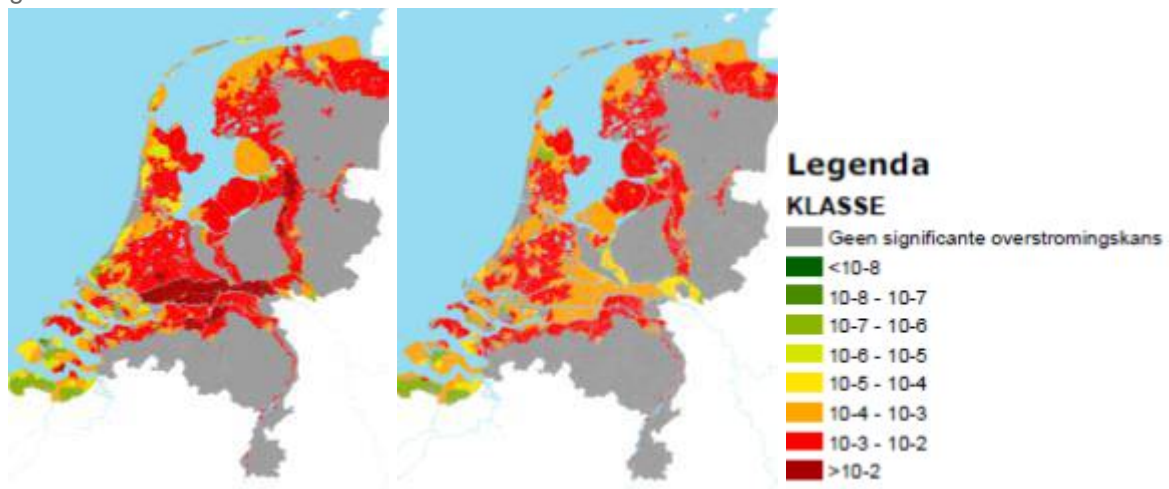 Legenda
KLASSE
Geen significante overstromingskans
<10-8
10-8 - 10-7
10-7 - 10-6
10-6 - 10-5
10-5 - 10-4
10-4 - 10-3
10-3 - 10-2
>10-2